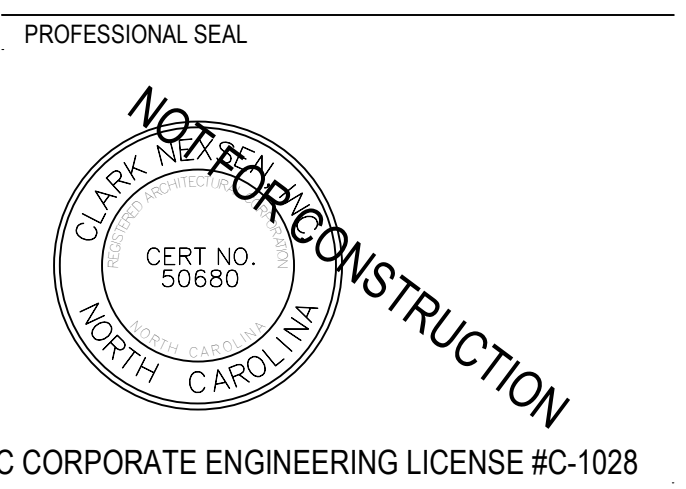 PROFESSIONAL SEAL
NOT FOR CONSTRUCTION
CLARK NEXSEN, INC
REGISTERED ARCHITECTURAL CORPORATION
CERT NO.
50680
NORTH CAROLINA
NORTH CAROLINA
C CORPORATE ENGINEERING LICENSE #C-1028